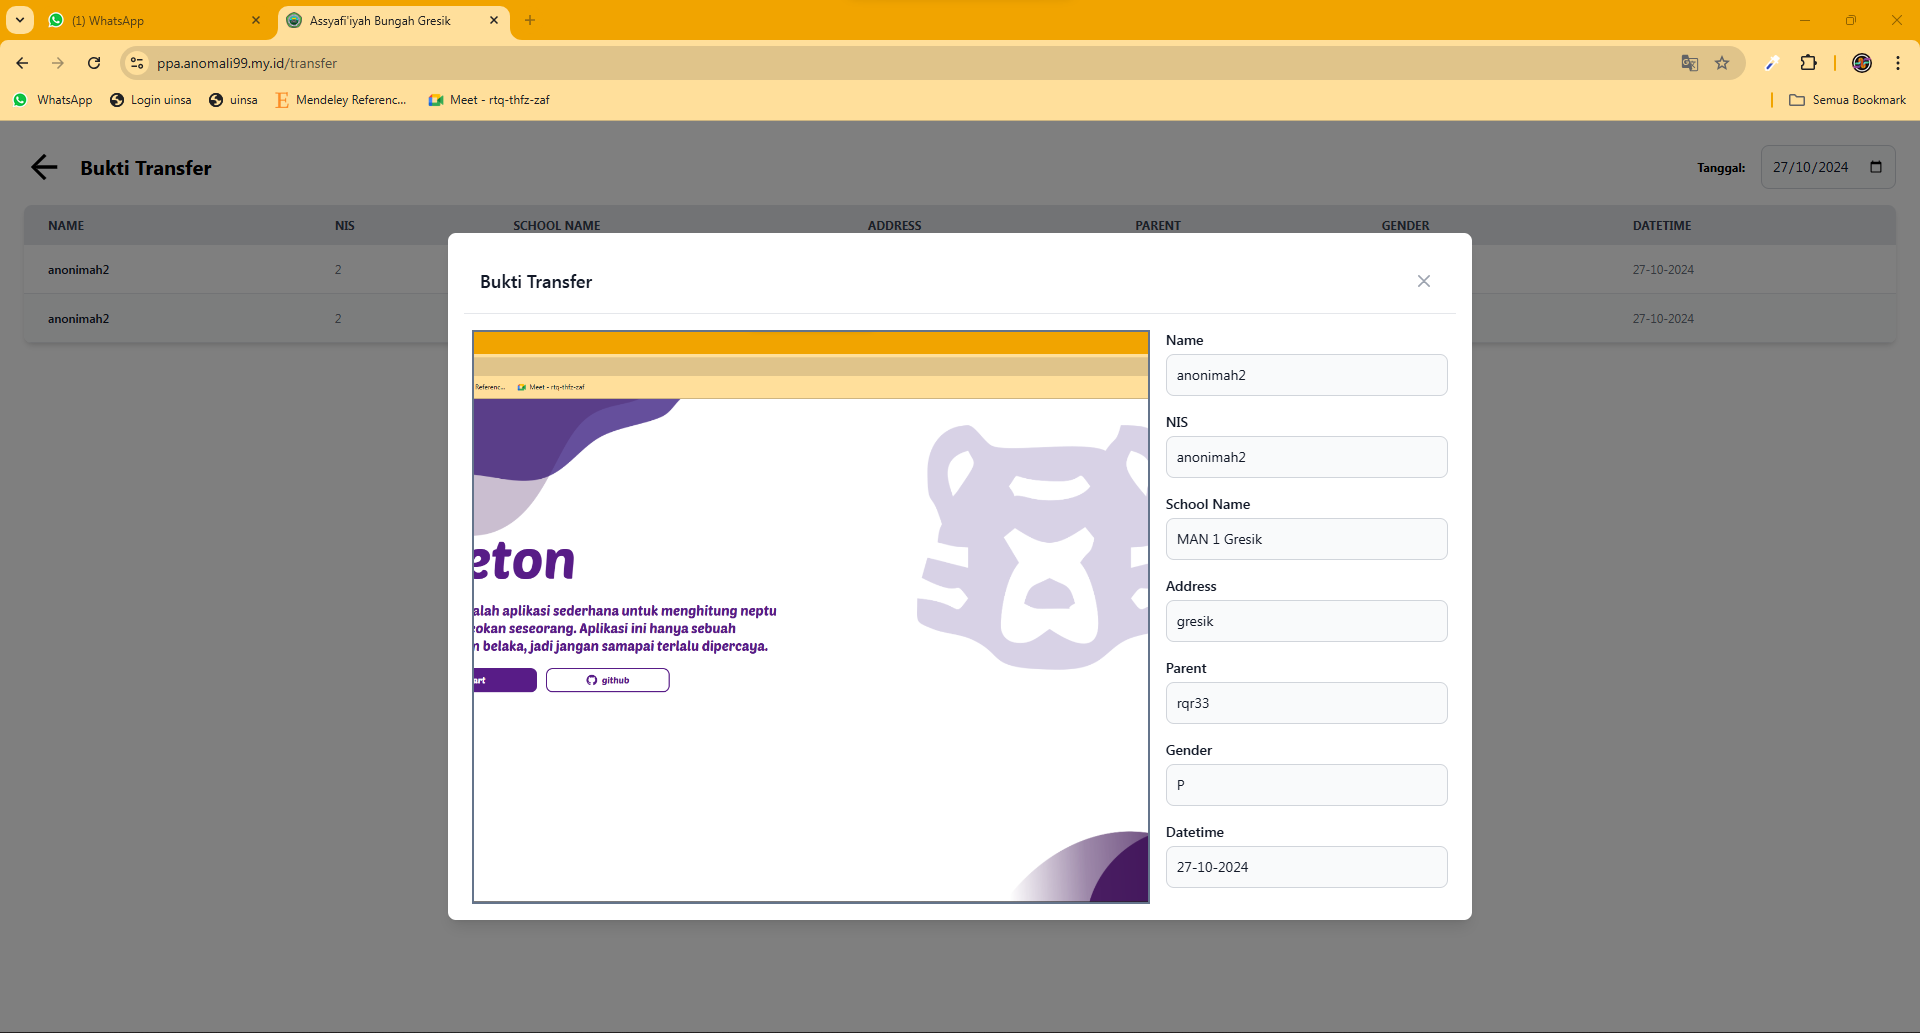 (1) WhatsApp
Assyafi'iyah Bungah Gresik
ppa.anomali99.my.id/transfer
WhatsApp
Login uinsa
uinsa
Mendeley Referenc...
Meet - rtq-thfz-zaf
Semua Bookmark
Bukti Transfer
Tanggal:
27/10/2024
NAME NIS SCHOOL NAME ADDRESS PARENT GENDER DATETIME
anonimah2 2 27-10-2024
anonimah2 2 27-10-2024
Bukti Transfer
Referenc... Meet - rtq-thfz-zaf
eton
alah aplikasi sederhana untuk menghitung neptu
okan seseorang. Aplikasi ini hanya sebuah
n belaka, jadi jangan samapai terlalu dipercaya.
art
github
Name
anonimah2
NIS
anonimah2
School Name
MAN 1 Gresik
Address
gresik
Parent
rqr33
Gender
P
Datetime
27-10-2024